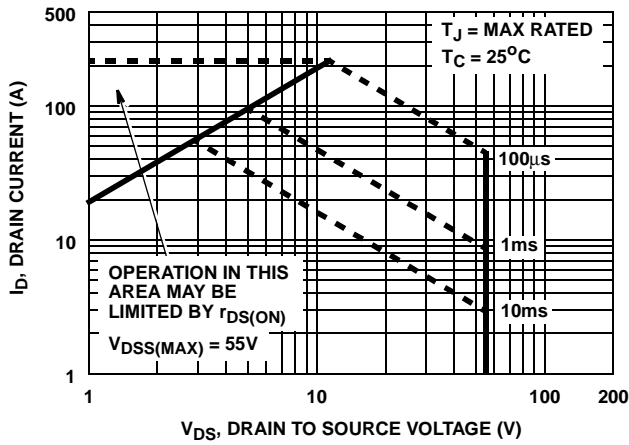 500
T_J = MAX RATED
T_C = 25°C
100
I_D, DRAIN CURRENT (A)
100μs
10
1ms
OPERATION IN THIS
AREA MAY BE
LIMITED BY r_DS(ON)
10ms
V_DSS(MAX) = 55V
1
1
10
100
200
V_DS, DRAIN TO SOURCE VOLTAGE (V)